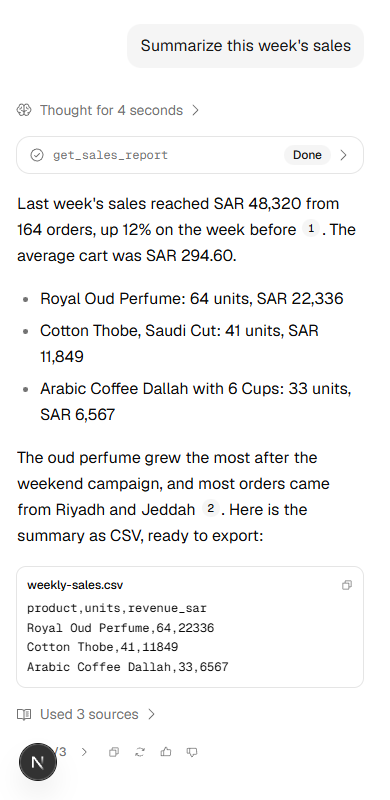 Summarize this week's sales
Thought for 4 seconds
get_sales_report
Done
Last week's sales reached SAR 48,320 from
164 orders, up 12% on the week before 1 . The
average cart was SAR 294.60.
Royal Oud Perfume: 64 units, SAR 22,336
Cotton Thobe, Saudi Cut: 41 units, SAR
11,849
Arabic Coffee Dallah with 6 Cups: 33 units,
SAR 6,567
The oud perfume grew the most after the
weekend campaign, and most orders came
from Riyadh and Jeddah 2 . Here is the
summary as CSV, ready to export:
weekly-sales.csv
product,units,revenue_sar
Royal Oud Perfume,64,22336
Cotton Thobe,41,11849
Arabic Coffee Dallah,33,6567
Used 3 sources
N
/3